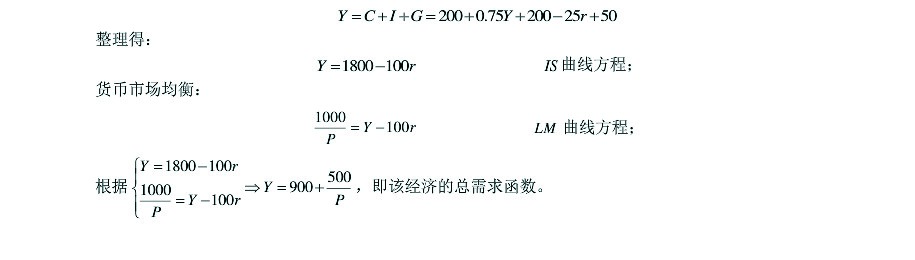 Y=C+I+G=200+0.75Y+200-25r+50
整理得：
Y=1800-100r IS 曲线方程；
货币市场均衡：
1000/P=Y-100r LM 曲线方程；
根据{Y=1800-100r 1000/P=Y-100r ⇒Y=900+500/P，即该经济的总需求函数。